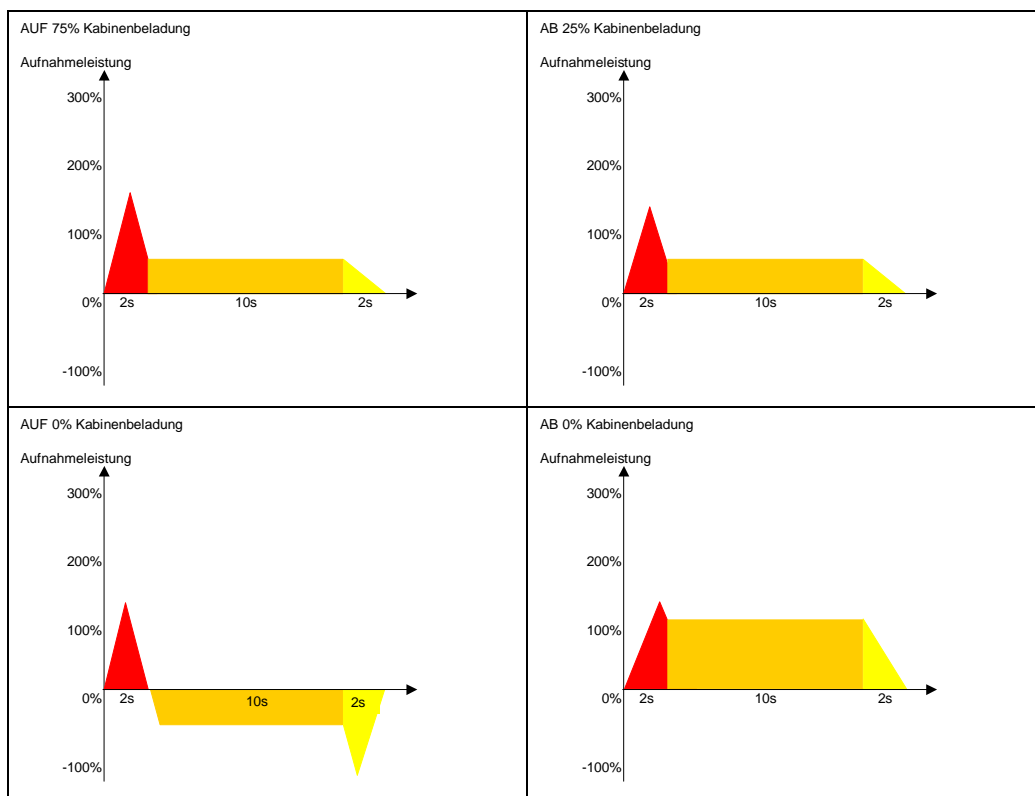 AUF 75% Kabinenbeladung
Aufnahmeleistung
300%
200%
100%
0%
2s 10s 2s
-100%
AB 25% Kabinenbeladung
Aufnahmeleistung
300%
200%
100%
0%
2s 10s 2s
-100%
AUF 0% Kabinenbeladung
Aufnahmeleistung
300%
200%
100%
0%
2s 10s 2s
-100%
AB 0% Kabinenbeladung
Aufnahmeleistung
300%
200%
100%
0%
2s 10s 2s
-100%